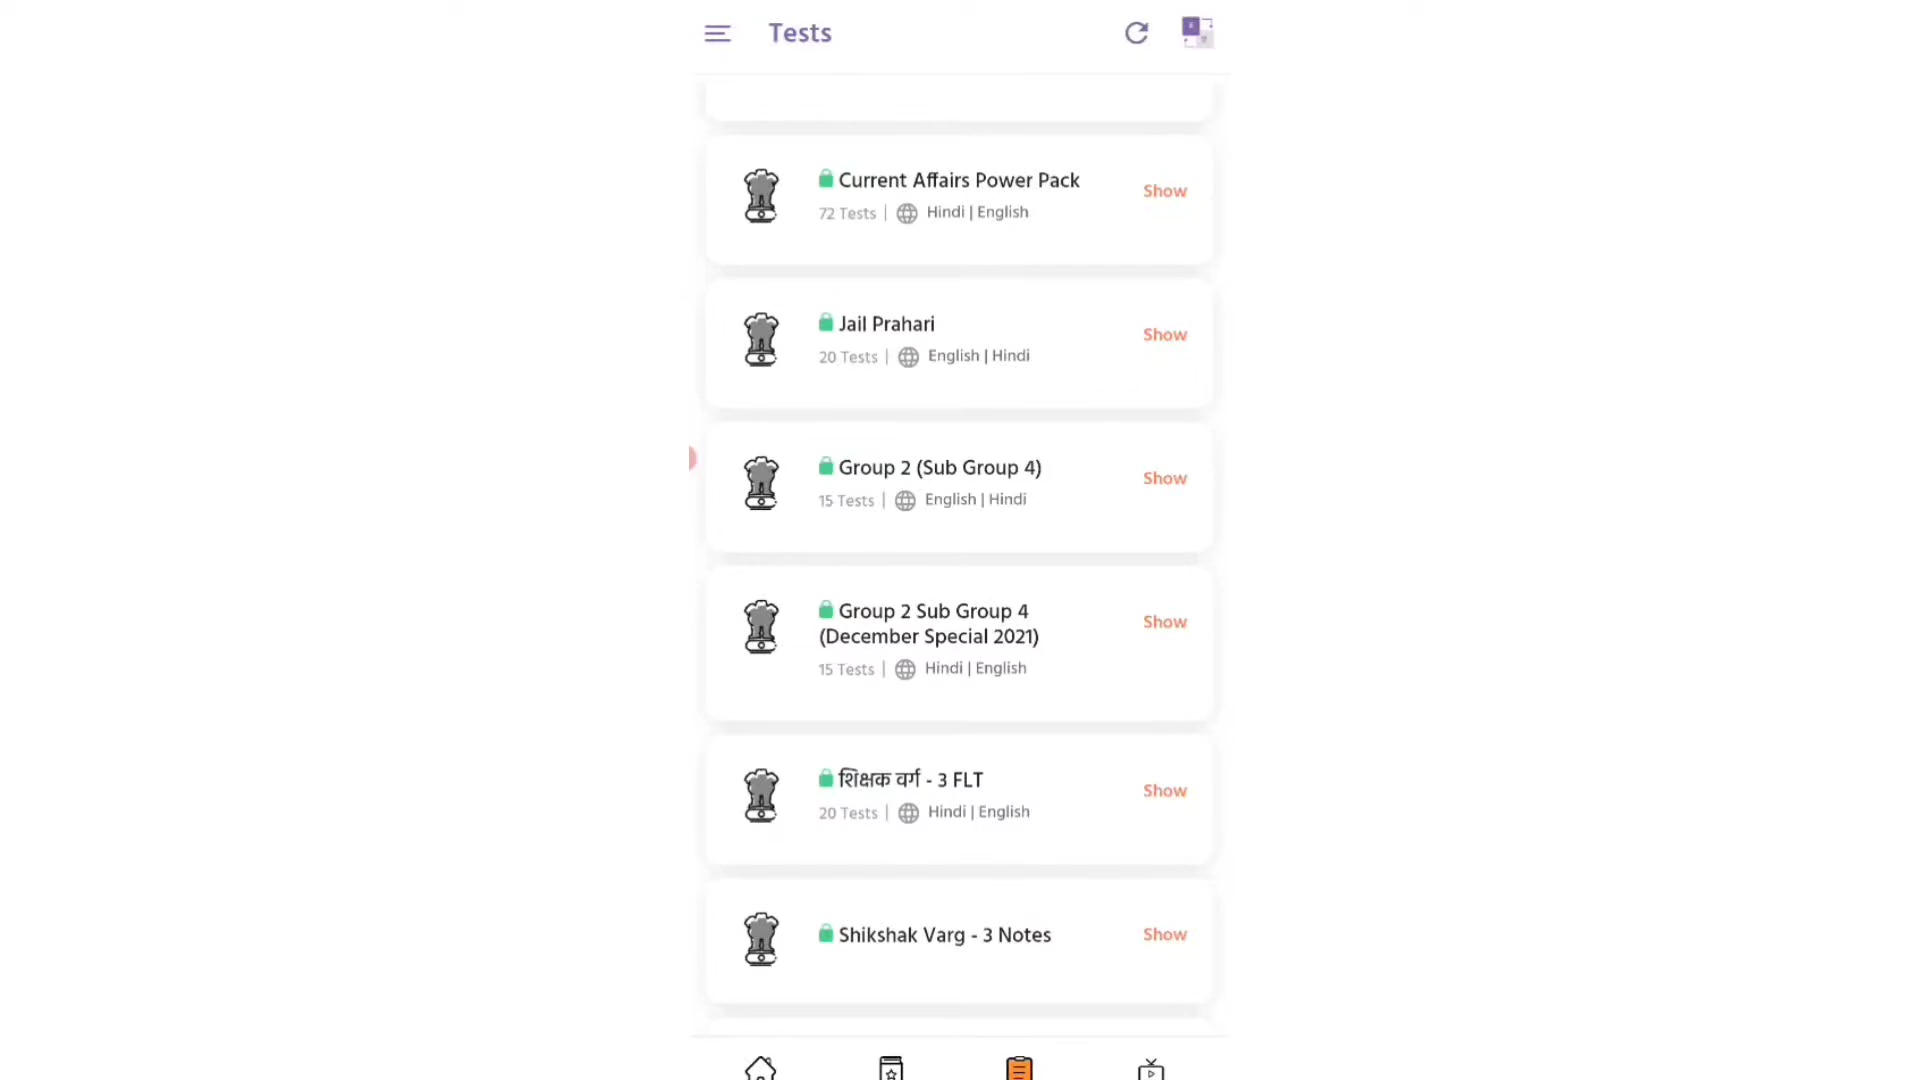 Tests
Current Affairs Power Pack
Show
72 Tests | Hindi | English
Jail Prahari
Show
20 Tests | English | Hindi
Group 2 (Sub Group 4)
Show
15 Tests | English | Hindi
Group 2 Sub Group 4
(December Special 2021)
Show
15 Tests | Hindi | English
शिक्षक वर्ग - 3 FLT
Show
20 Tests | Hindi | English
Shikshak Varg - 3 Notes
Show